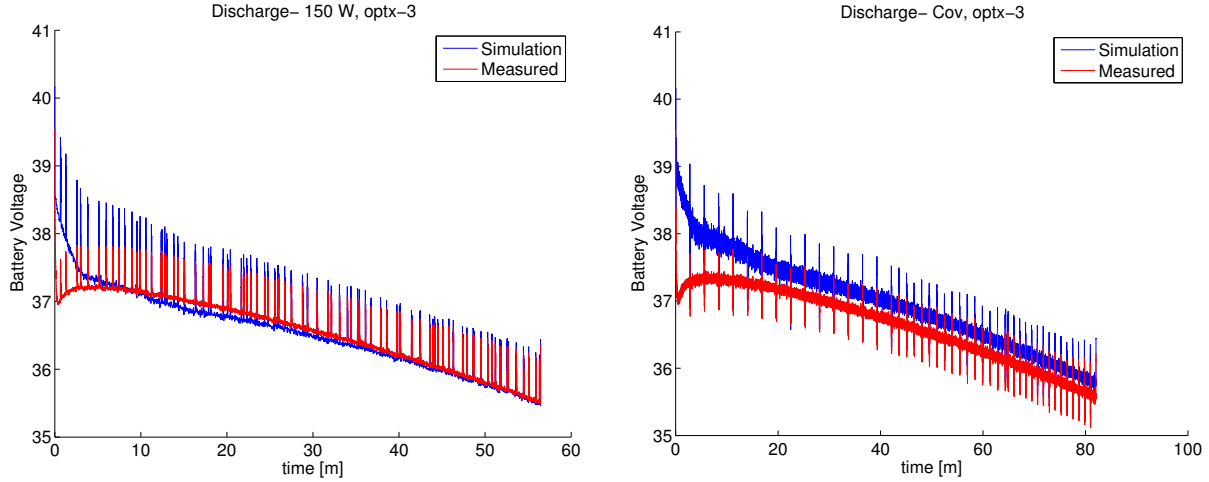 Discharge− 150 W, optx−3
41
40
39
38
37
36
35
Battery Voltage
0 10 20 30 40 50 60
time [m]
Simulation
Measured
Discharge− Cov, optx−3
41
40
39
38
37
36
35
Battery Voltage
0 20 40 60 80 100
time [m]
Simulation
Measured